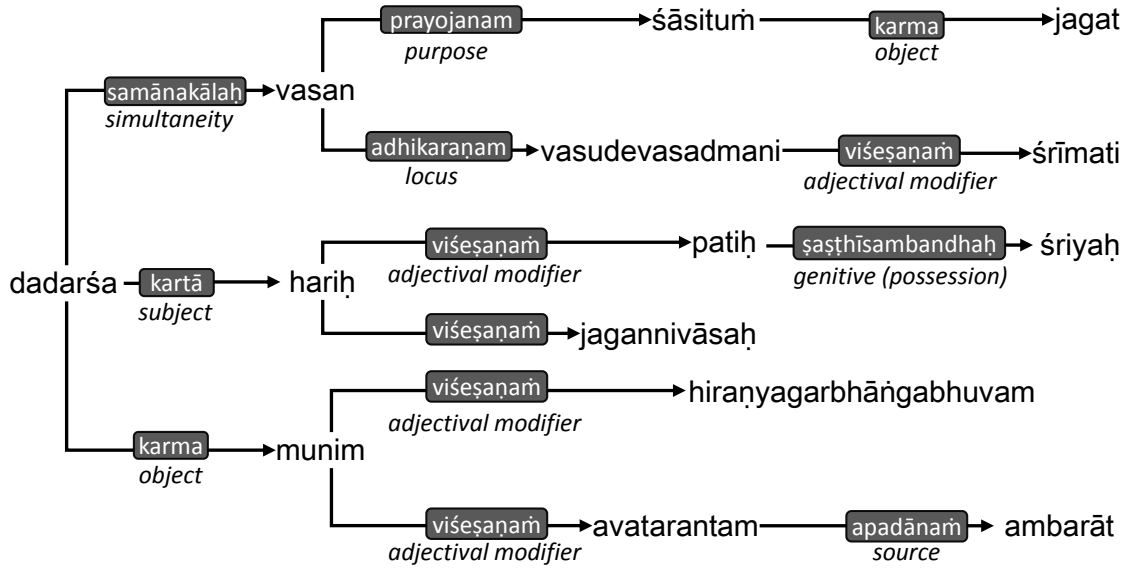 prayojanam
purpose
śāsituṁ
karma
object
jagat
samānakālaḥ
simultaneity
vasan
adhikaraṇam
locus
vasudevasadmani
viśeṣaṇaṁ
adjectival modifier
śrīmati
dadarśa
kartā
subject
hariḥ
viśeṣaṇaṁ
adjectival modifier
patiḥ
ṣaṣṭhīsambandhaḥ
genitive (possession)
śriyaḥ
viśeṣaṇaṁ
jagannivāsaḥ
karma
object
munim
viśeṣaṇaṁ
adjectival modifier
hiraṇyagarbhāṅgabhuvam
viśeṣaṇaṁ
adjectival modifier
avatarantam
apadānaṁ
source
ambarāt